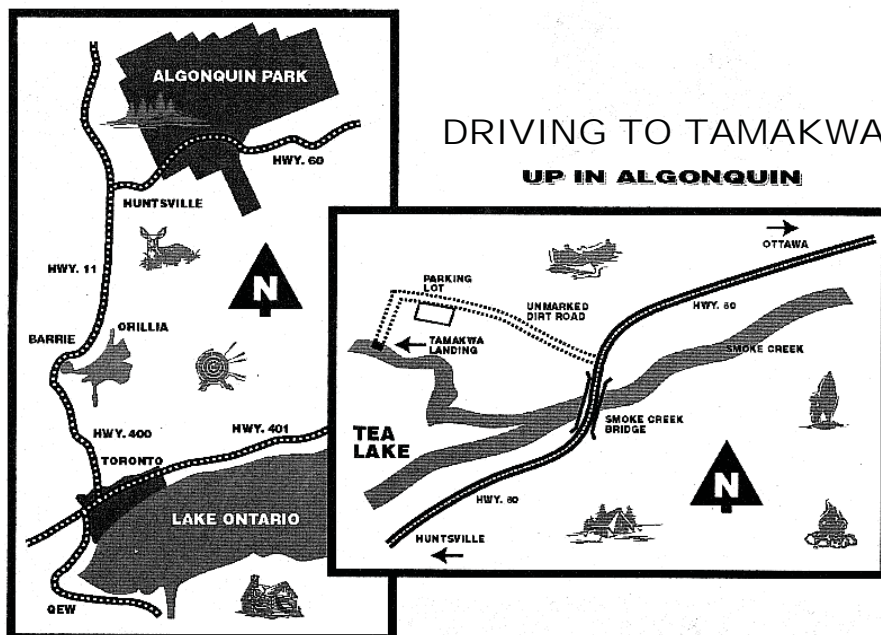 DRIVING TO TAMAKWA
UP IN ALGONQUIN
ALGONQUIN PARK
HWY. 60
HUNTSVILLE
HWY. 11
N
ORILLIA
BARRIE
HWY. 400
HWY. 401
TORONTO
LAKE ONTARIO
QEW
OTTAWA
PARKING
LOT
UNMARKED
DIRT ROAD
HWY. 60
TAMAKWA
LANDING
SMOKE CREEK
TEA
LAKE
SMOKE CREEK
BRIDGE
N
HWY. 60
HUNTSVILLE